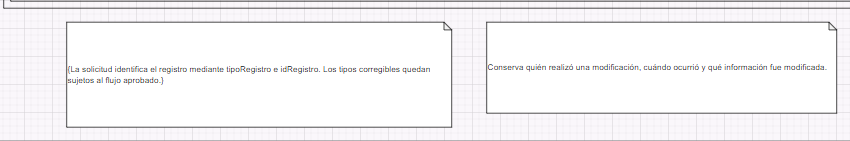 {La solicitud identifica el registro mediante tipoRegistro e idRegistro. Los tipos corregibles quedan
sujetos al flujo aprobado.}
Conserva quién realizó una modificación, cuándo ocurrió y qué información fue modificada.